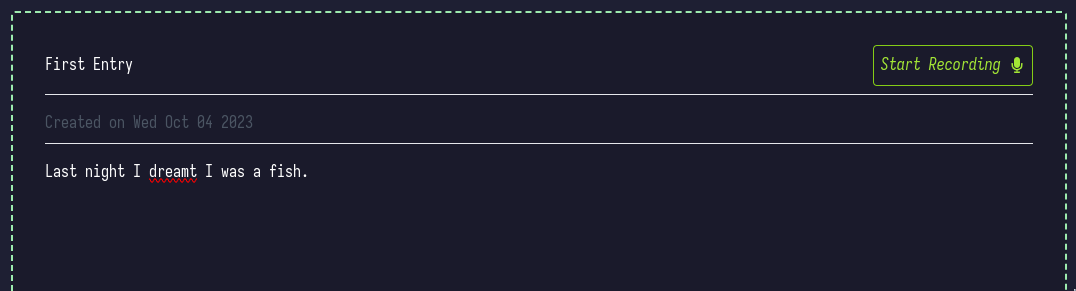 First Entry
Start Recording
Created on Wed Oct 04 2023
Last night I dreamt I was a fish.